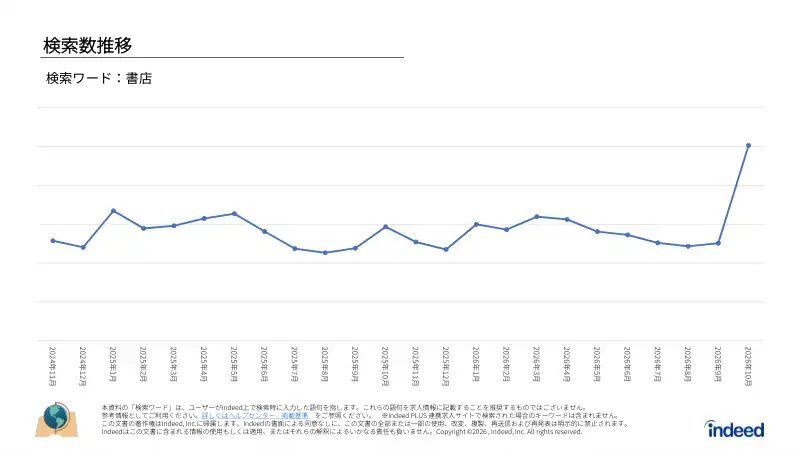 検索数推移
検索ワード：書店
2024年11月
2024年12月
2025年1月
2025年2月
2025年3月
2025年4月
2025年5月
2025年6月
2025年7月
2025年8月
2025年9月
2025年10月
2025年11月
2025年12月
2026年1月
2026年2月
2026年3月
2026年4月
2026年5月
2026年6月
2026年7月
2026年8月
2026年9月
2026年10月
本資料の「検索ワード」は、ユーザーがIndeed上で検索時に入力した語句を指します。これらの語句を求人情報に記載することを推奨するものではございません。
参考情報としてご利用ください。詳しくはヘルプセンター　掲載基準　をご参照ください。　※Indeed PLUS 連携求人サイトで検索された場合のキーワードは含まれません。
この文書の著作権はIndeed, Inc.に帰属します。Indeedの書面による同意なしに、この文書の全部または一部の使用、改変、複製、再送信および再発表は明示的に禁止されます。
Indeedはこの文書に含まれる情報の使用もしくは適用、またはそれらの解釈によるいかなる責任も負いません。Copyright ©2026 , Indeed, Inc. All rights reserved.
indeed